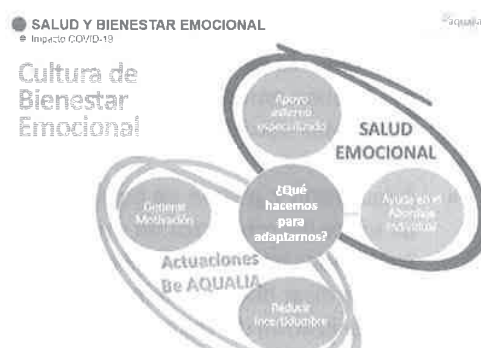 SALUD Y BIENESTAR EMOCIONAL
Impacto COVID-19
aqualia
Cultura de
Bienestar
Emocional
Apoyo
externo
especializado
SALUD
EMOCIONAL
¿Qué
hacemos
para
adaptarnos?
Ayuda en el
Abordaje
Individual
Generar
Motivación
Actuaciones
Be AQUALIA
Reducir
Incertidumbre